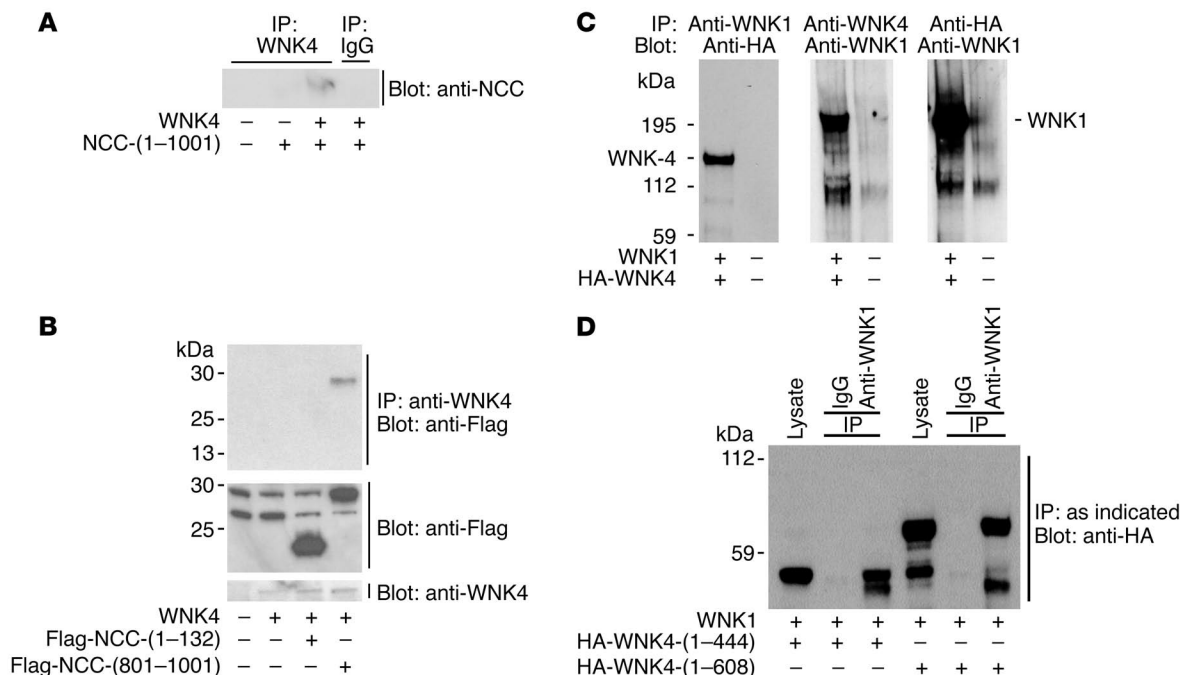 A
IP: WNK4
IP: IgG
Blot: anti-NCC
WNK4 – – + +
NCC-(1–1001) – + + +
B
kDa
30 -
25 -
13 -
IP: anti-WNK4
Blot: anti-Flag
30 -
25 -
Blot: anti-Flag
Blot: anti-WNK4
WNK4 – + + +
Flag-NCC-(1–132) – – + –
Flag-NCC-(801–1001) – – – +
C
IP: Anti-WNK1 Anti-WNK4 Anti-HA
Blot: Anti-HA Anti-WNK1 Anti-WNK1
kDa
195 -
WNK-4 -
112 -
59 -
- WNK1
WNK1 + – + – + –
HA-WNK4 + – + – + –
D
Lysate IgG Anti-WNK1 Lysate IgG Anti-WNK1
IP IP
kDa
112 -
59 -
IP: as indicated
Blot: anti-HA
WNK1 + + + + + +
HA-WNK4-(1–444) + + + – – –
HA-WNK4-(1–608) – – – + + +